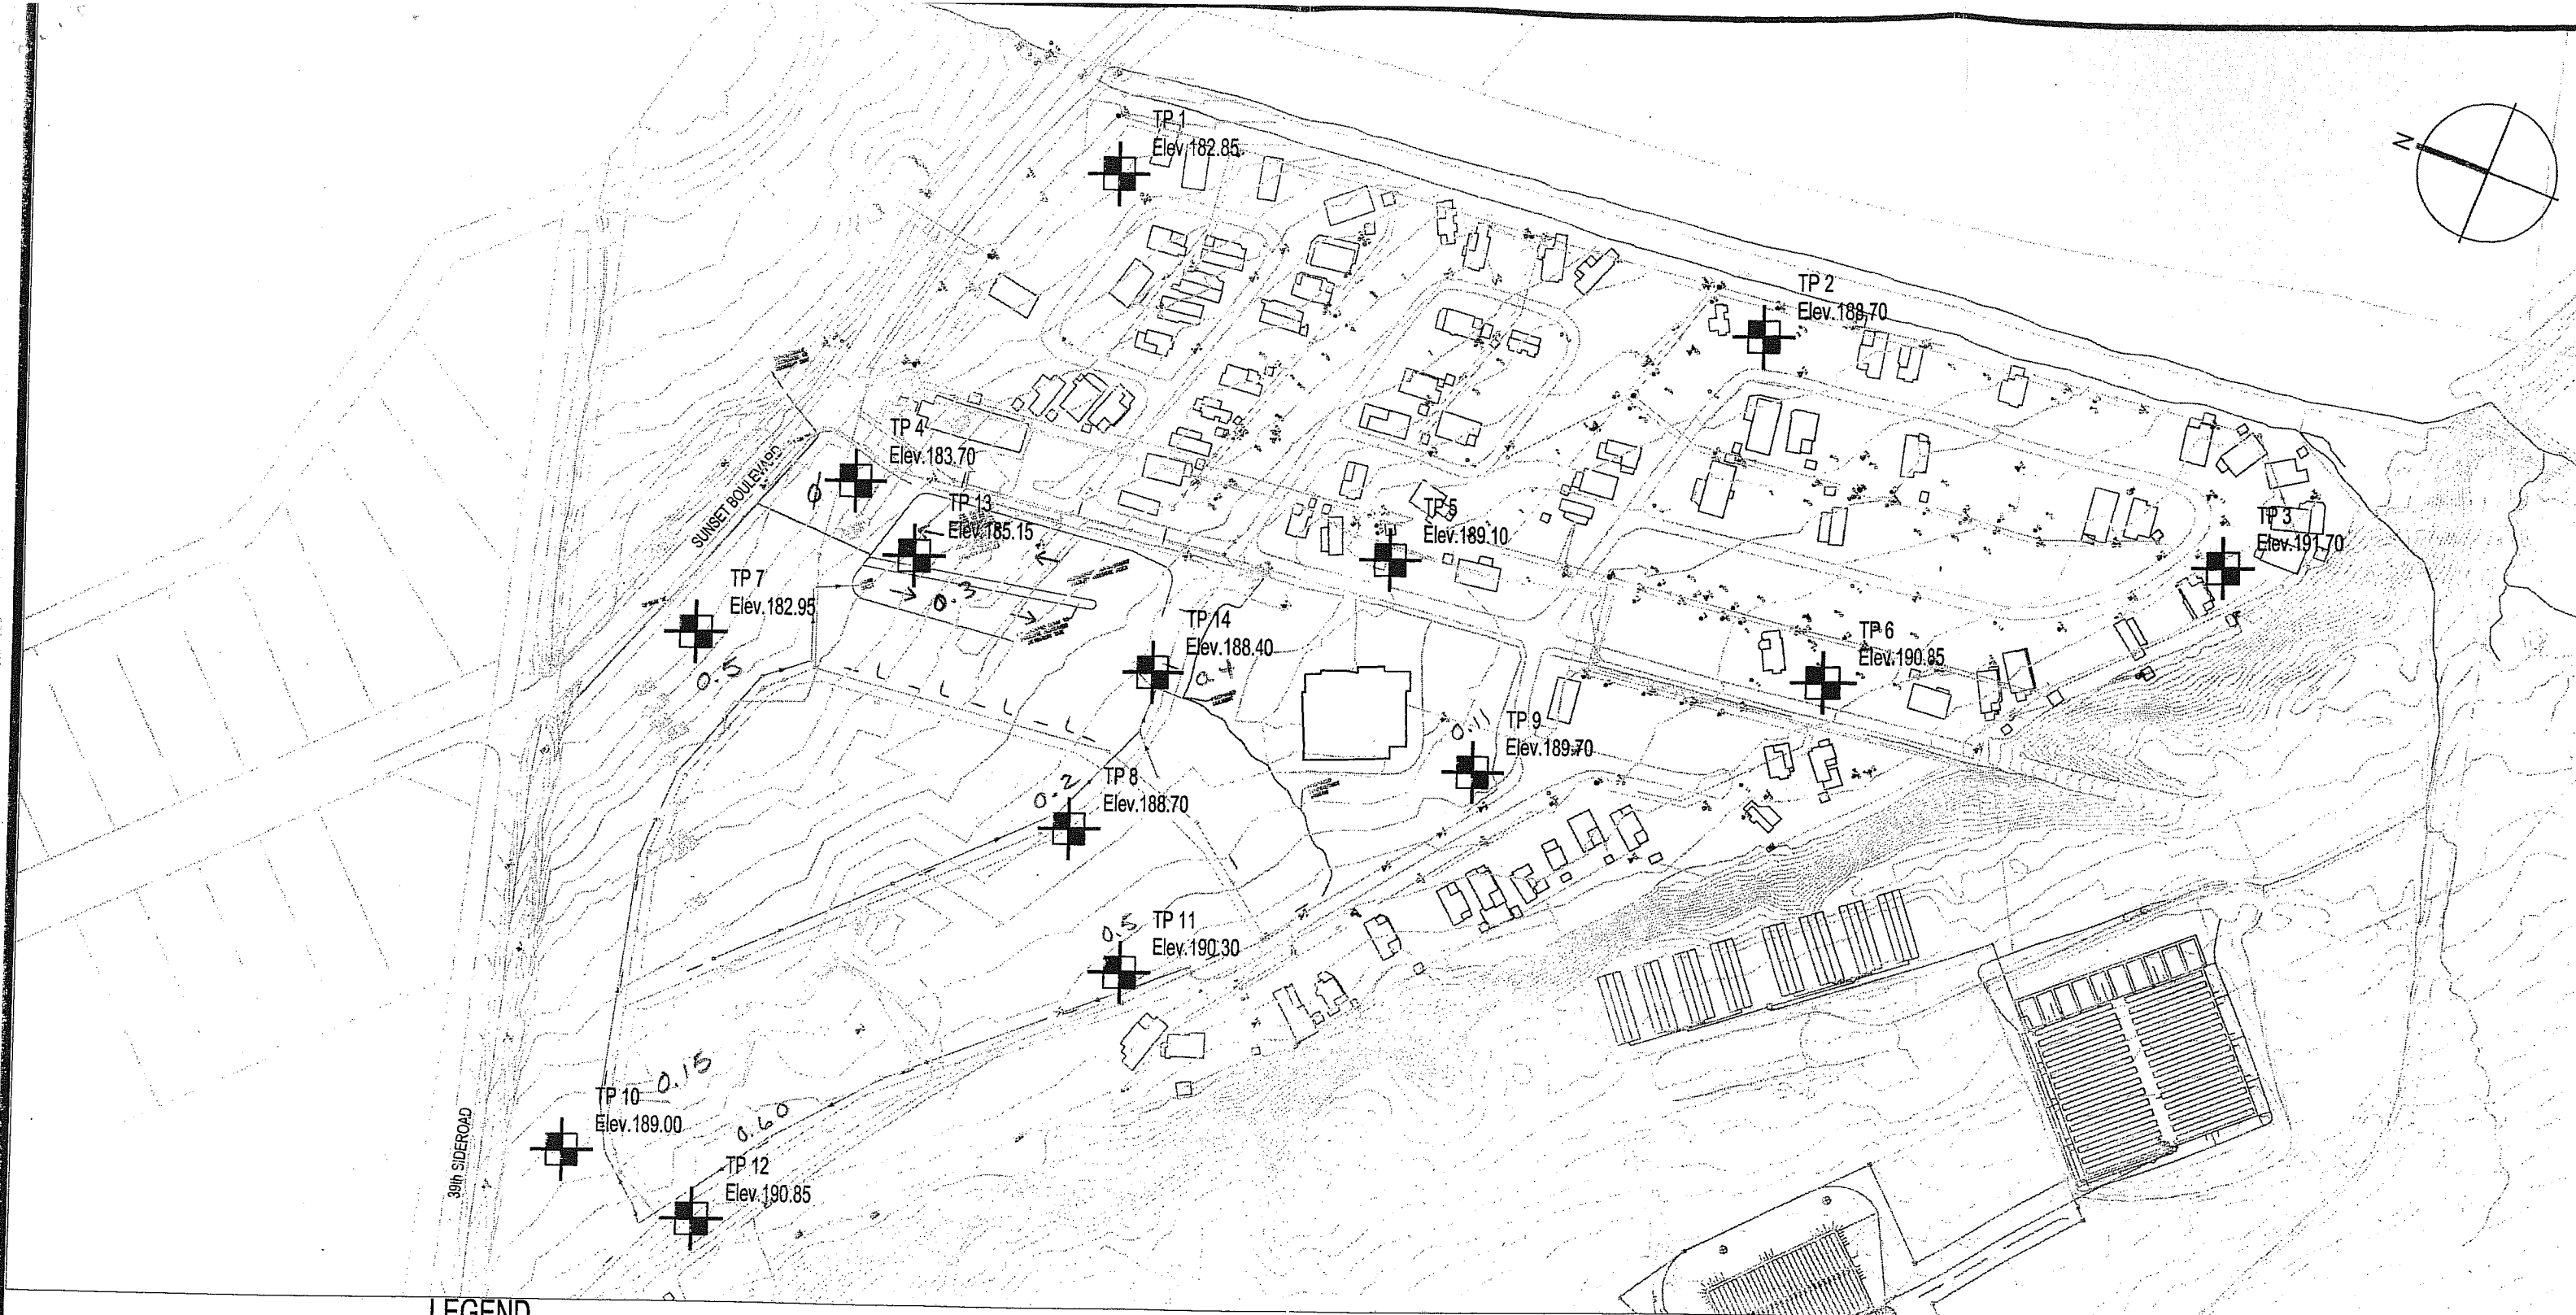 TP 1
Elev.182.85
N
TP 2
Elev.188.70
TP 4
Elev.183.70
φ
SUNSET BOULEVARD
TP 13
Elev.185.15
TP 5
Elev.189.10
TP 3
Elev.191.70
TP 7
Elev.182.95
0.3
0.5
TP 14
Elev.188.40
0.4
TP 6
Elev.190.85
0.11
TP 9
Elev.189.70
0.2
TP 8
Elev.188.70
0.5
TP 11
Elev.190.30
TP 10
0.15
Elev.189.00
0.60
39th SIDEROAD
TP 12
Elev.190.85
LEGEND